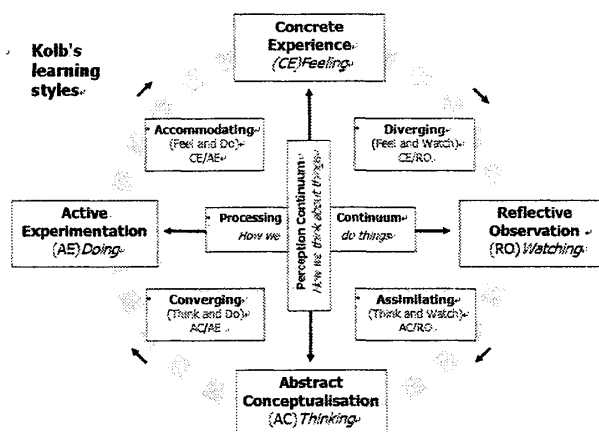 Kolb's
learning
styles
Concrete
Experience
(CE)Feeling
Accommodating
(Feel and Do)
CE/AE
Diverging
(Feel and Watch)
CE/RO
Active
Experimentation
(AE)Doing
Processing
How we
Perception Continuum
How we think about things
Continuum
do things
Reflective
Observation
(RO)Watching
Converging
(Think and Do)
AC/AE
Assimilating
(Think and Watch)
AC/RO
Abstract
Conceptualisation
(AC)Thinking